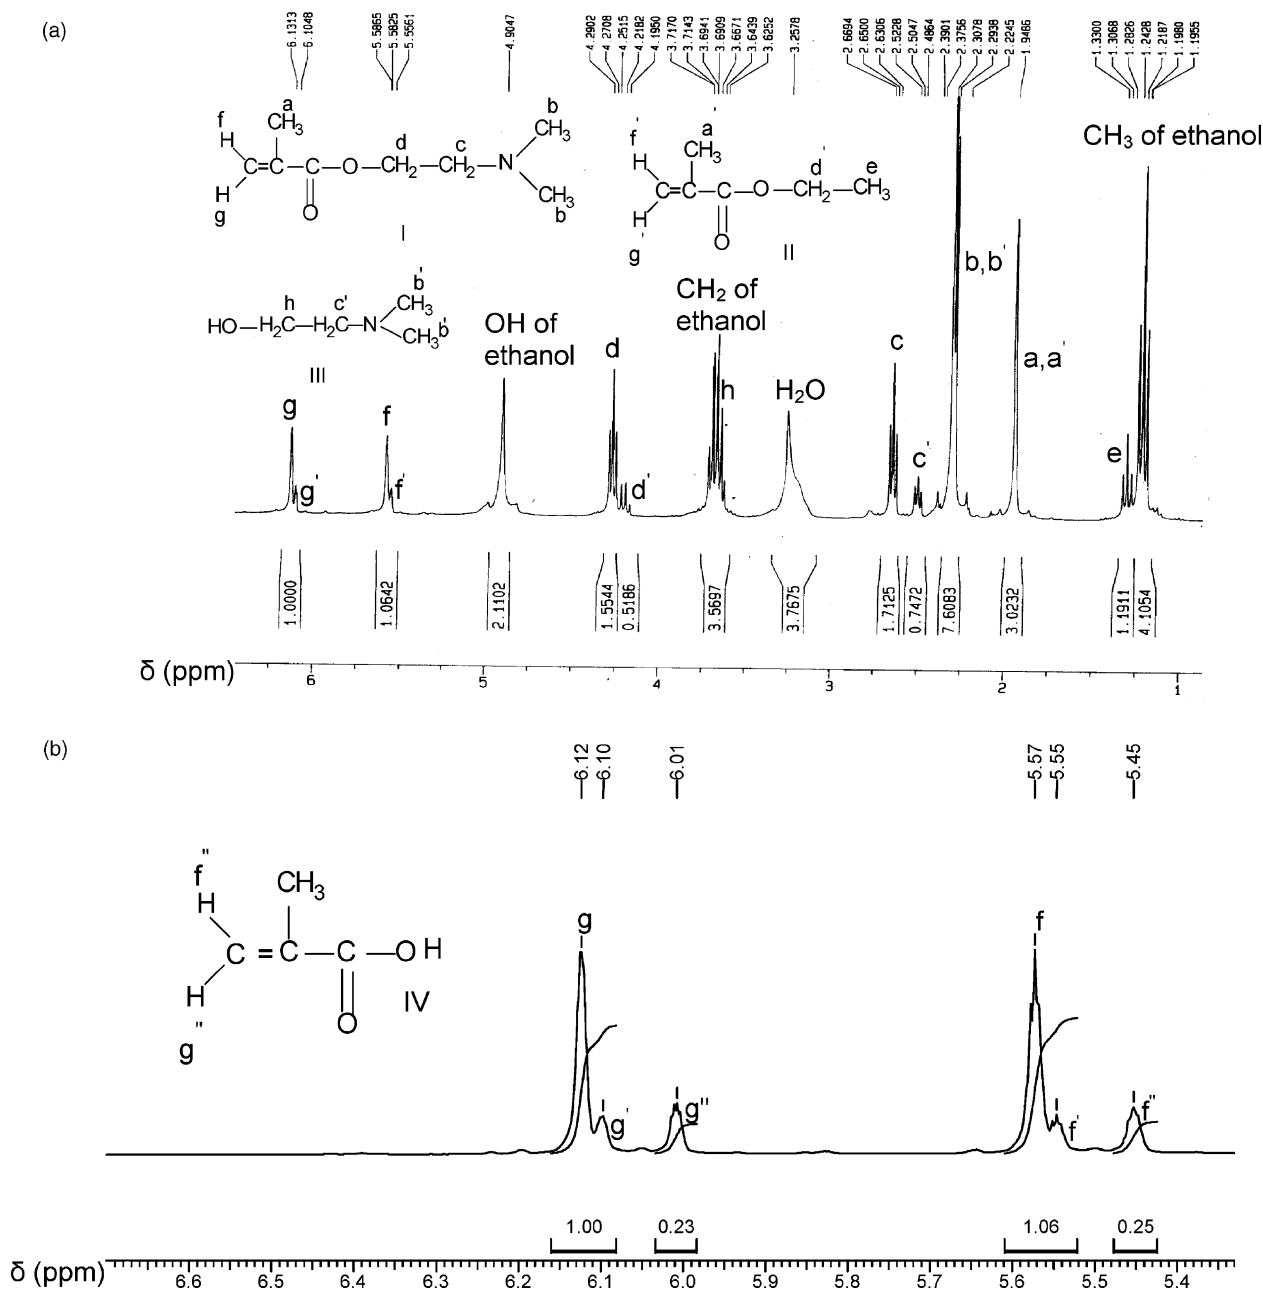 (a)
6.1313
6.1048
5.5865
5.5825
5.5561
4.9047
4.2902
4.2708
4.2515
4.2182
4.1950
3.7170
3.7143
3.6941
3.6909
3.6671
3.6439
3.6252
3.2578
2.6694
2.6500
2.6306
2.5228
2.5047
2.4864
2.3901
2.3756
2.3078
2.2938
2.2245
1.9466
1.3300
1.3068
1.2826
1.2428
1.2187
1.1980
1.1955
f
a
CH3
b
CH3
H
d
c
C=C—C—O—CH2—CH2—N
H
g
O
CH3
b
I
f'
a'
CH3
H
d'
e
C=C—C—O—CH2—CH3
H
g'
O
II
CH3 of ethanol
h
c'
b'
CH3
HO—H2C—H2C—N
CH3
b'
III
OH of
ethanol
CH2 of
ethanol
H2O
g
g'
f
f'
d
d'
h
c
c'
b,b'
a,a'
e
1.0000
1.0642
2.1102
1.5544
0.5186
3.5697
3.7675
1.7125
0.7472
7.6083
3.0232
1.1911
4.1054
δ (ppm)
6
5
4
3
2
1
(b)
6.12
6.10
6.01
5.57
5.55
5.45
f''
H
CH3
C=C—C—OH
H
g''
O
IV
g
g'
g''
f
f'
f''
1.00
0.23
1.06
0.25
δ (ppm)
6.6
6.5
6.4
6.3
6.2
6.1
6.0
5.9
5.8
5.7
5.6
5.5
5.4